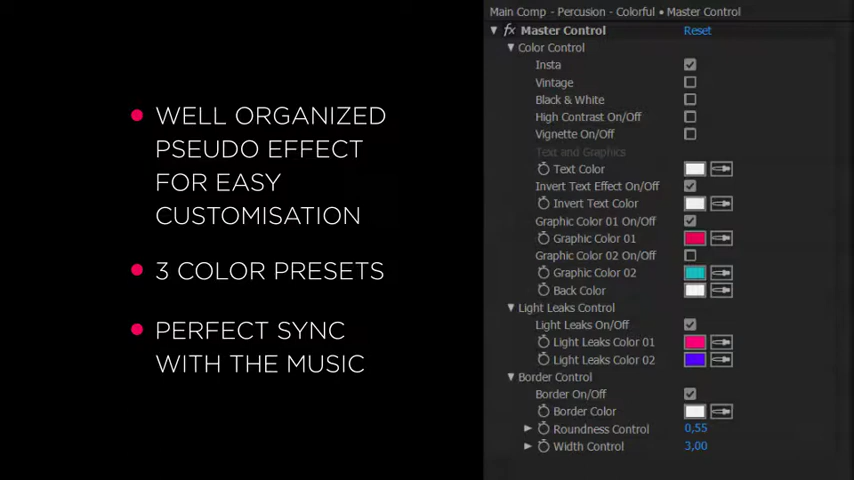 WELL ORGANIZED
PSEUDO EFFECT
FOR EASY
CUSTOMISATION
3 COLOR PRESETS
PERFECT SYNC
WITH THE MUSIC
Main Comp - Percusion - Colorful • Master Control
fx Master Control Reset
Color Control
Insta
Vintage
Black & White
High Contrast On/Off
Vignette On/Off
Text and Graphics
Text Color
Invert Text Effect On/Off
Invert Text Color
Graphic Color 01 On/Off
Graphic Color 01
Graphic Color 02 On/Off
Graphic Color 02
Back Color
Light Leaks Control
Light Leaks On/Off
Light Leaks Color 01
Light Leaks Color 02
Border Control
Border On/Off
Border Color
Roundness Control 0,55
Width Control 3,00